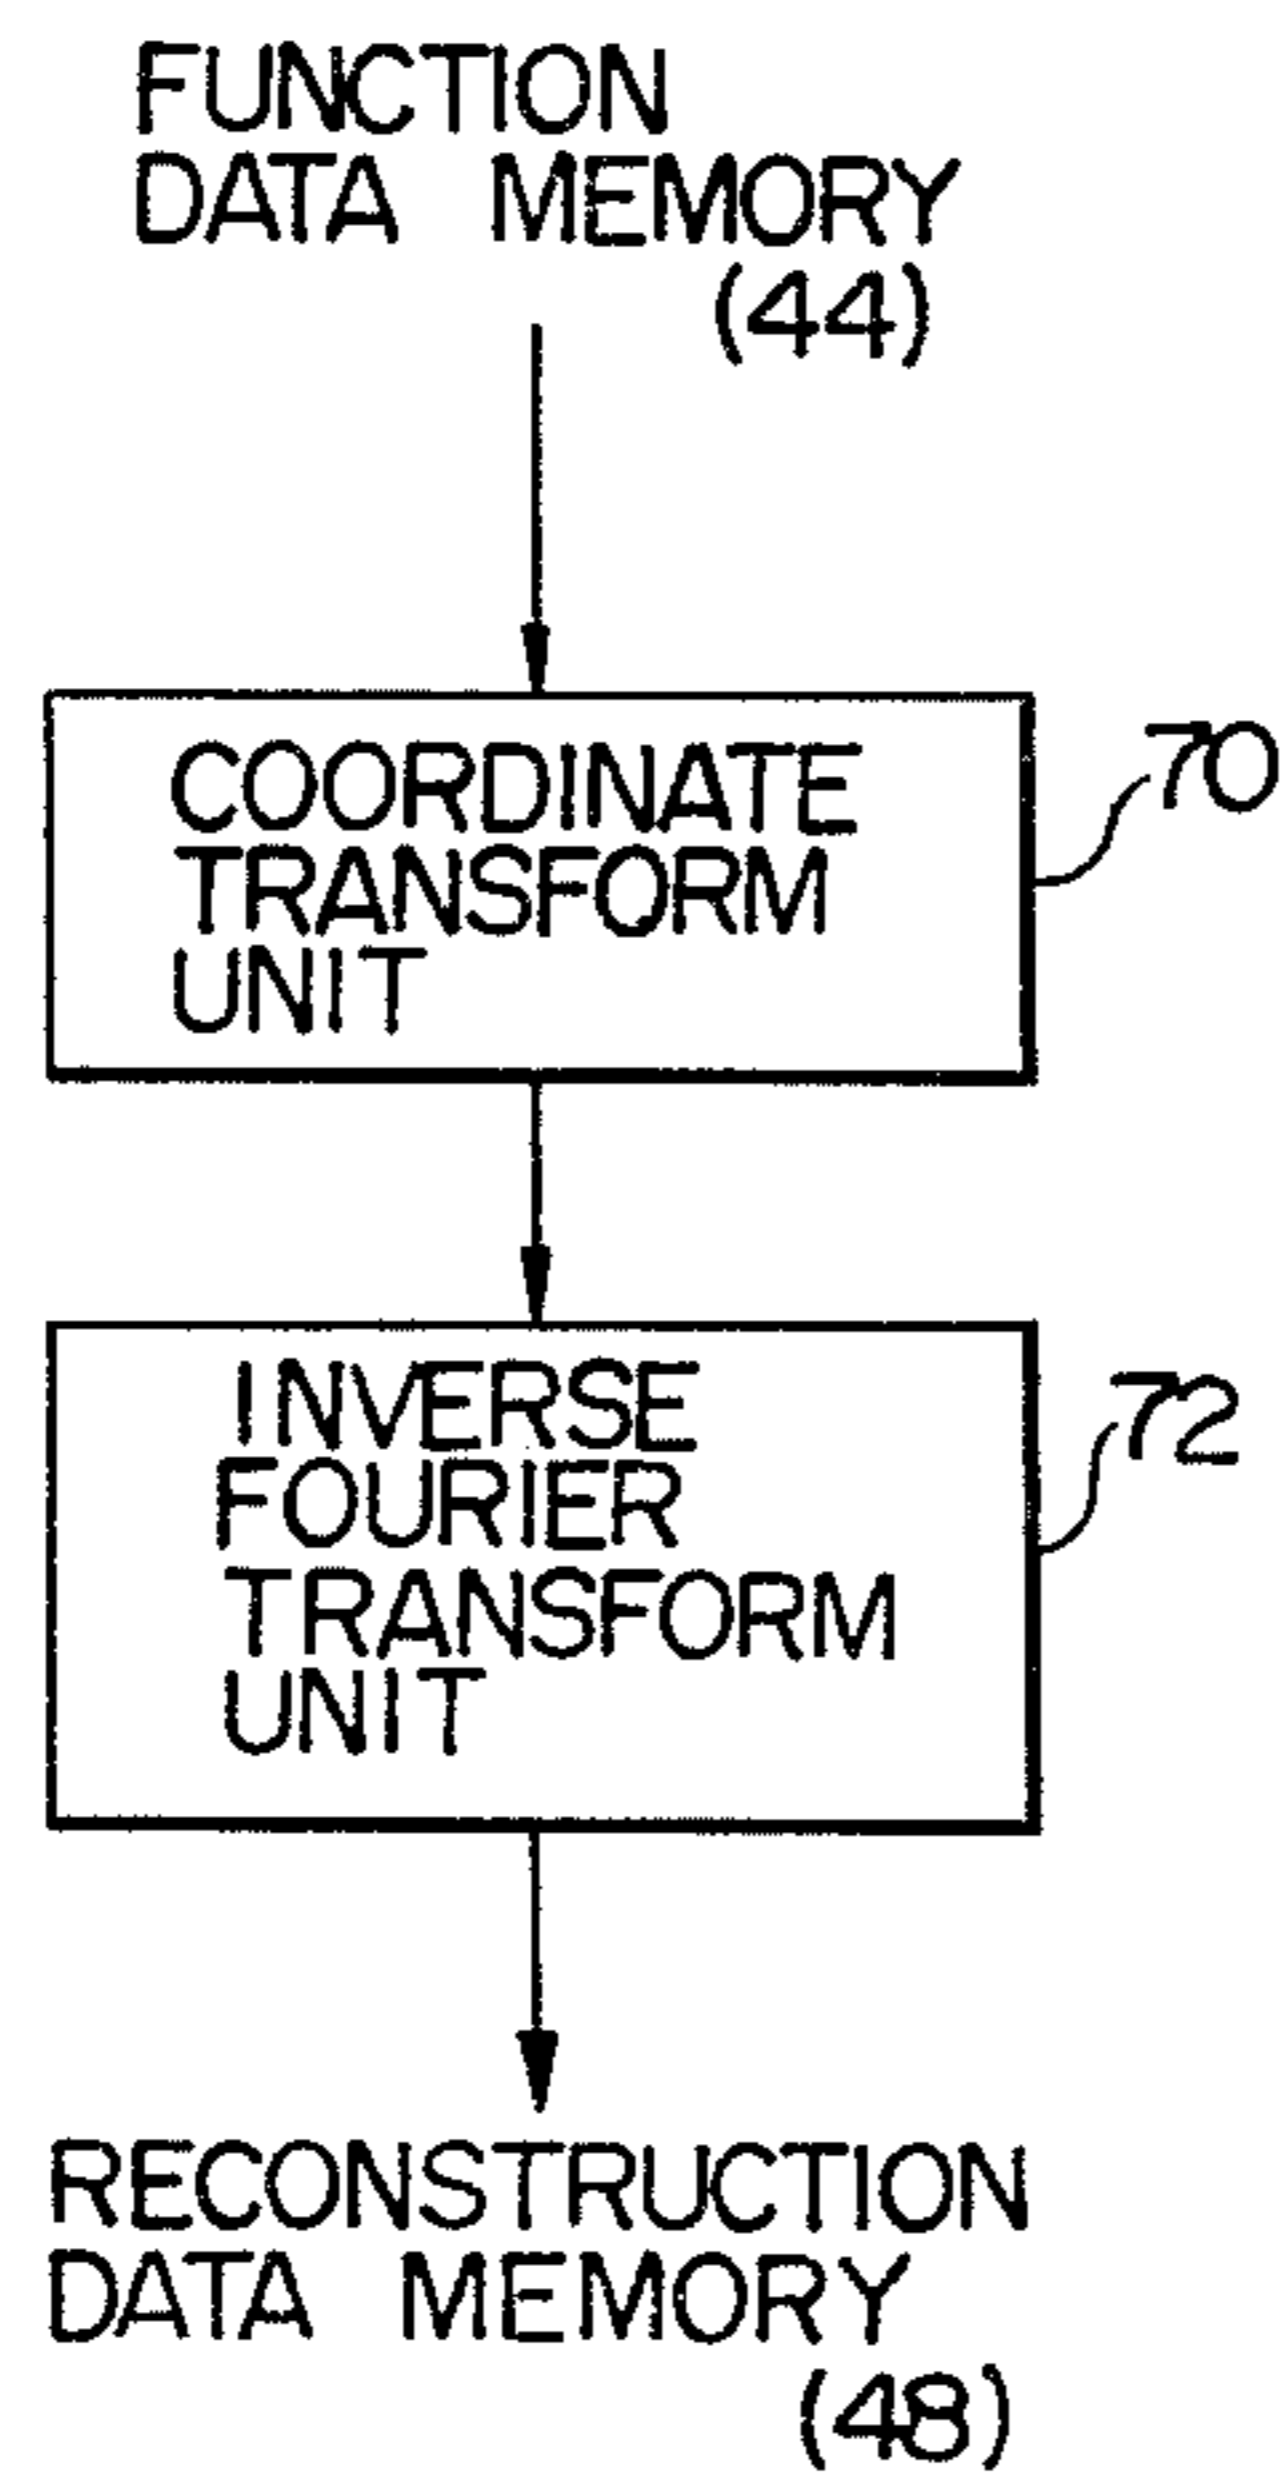 FUNCTION
DATA MEMORY
(44)
COORDINATE
TRANSFORM
UNIT
70
INVERSE
FOURIER
TRANSFORM
UNIT
72
RECONSTRUCTION
DATA MEMORY
(48)